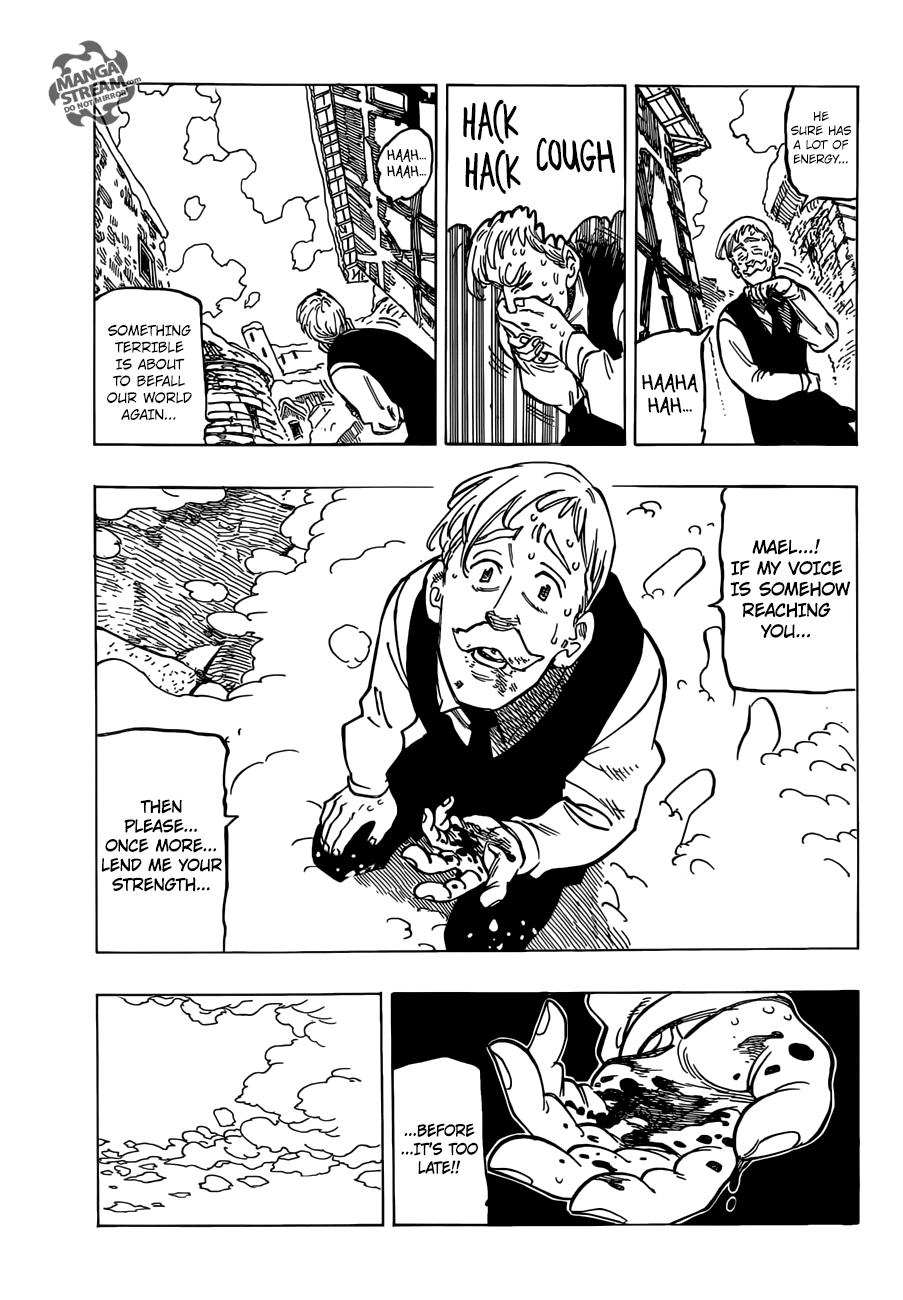 MANGA
STREAM.com
DO NOT MIRROR
HE
SURE HAS
A LOT OF
ENERGY...
HAAHA
HAH...
HACK
HACK
COUGH
HAAH...
HAAH...
SOMETHING
TERRIBLE
IS ABOUT
TO BEFALL
OUR WORLD
AGAIN...
MAEL...!
IF MY VOICE
IS SOMEHOW
REACHING
YOU...
THEN
PLEASE...
ONCE MORE...
LEND ME YOUR
STRENGTH...
...BEFORE
...IT'S TOO
LATE!!